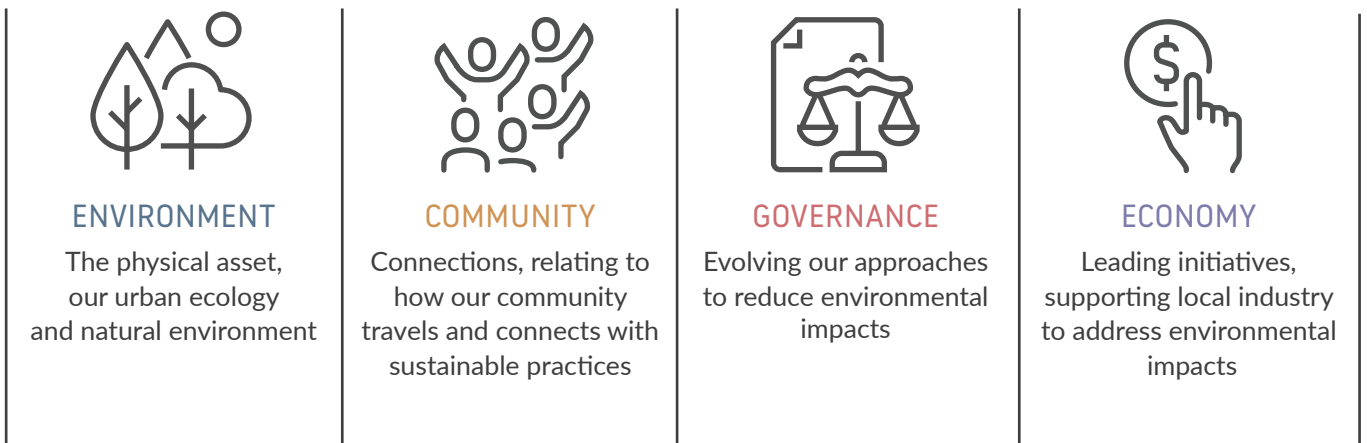 $
ENVIRONMENT
The physical asset,
our urban ecology
and natural environment
COMMUNITY
Connections, relating to
how our community
travels and connects with
sustainable practices
GOVERNANCE
Evolving our approaches
to reduce environmental
impacts
ECONOMY
Leading initiatives,
supporting local industry
to address environmental
impacts